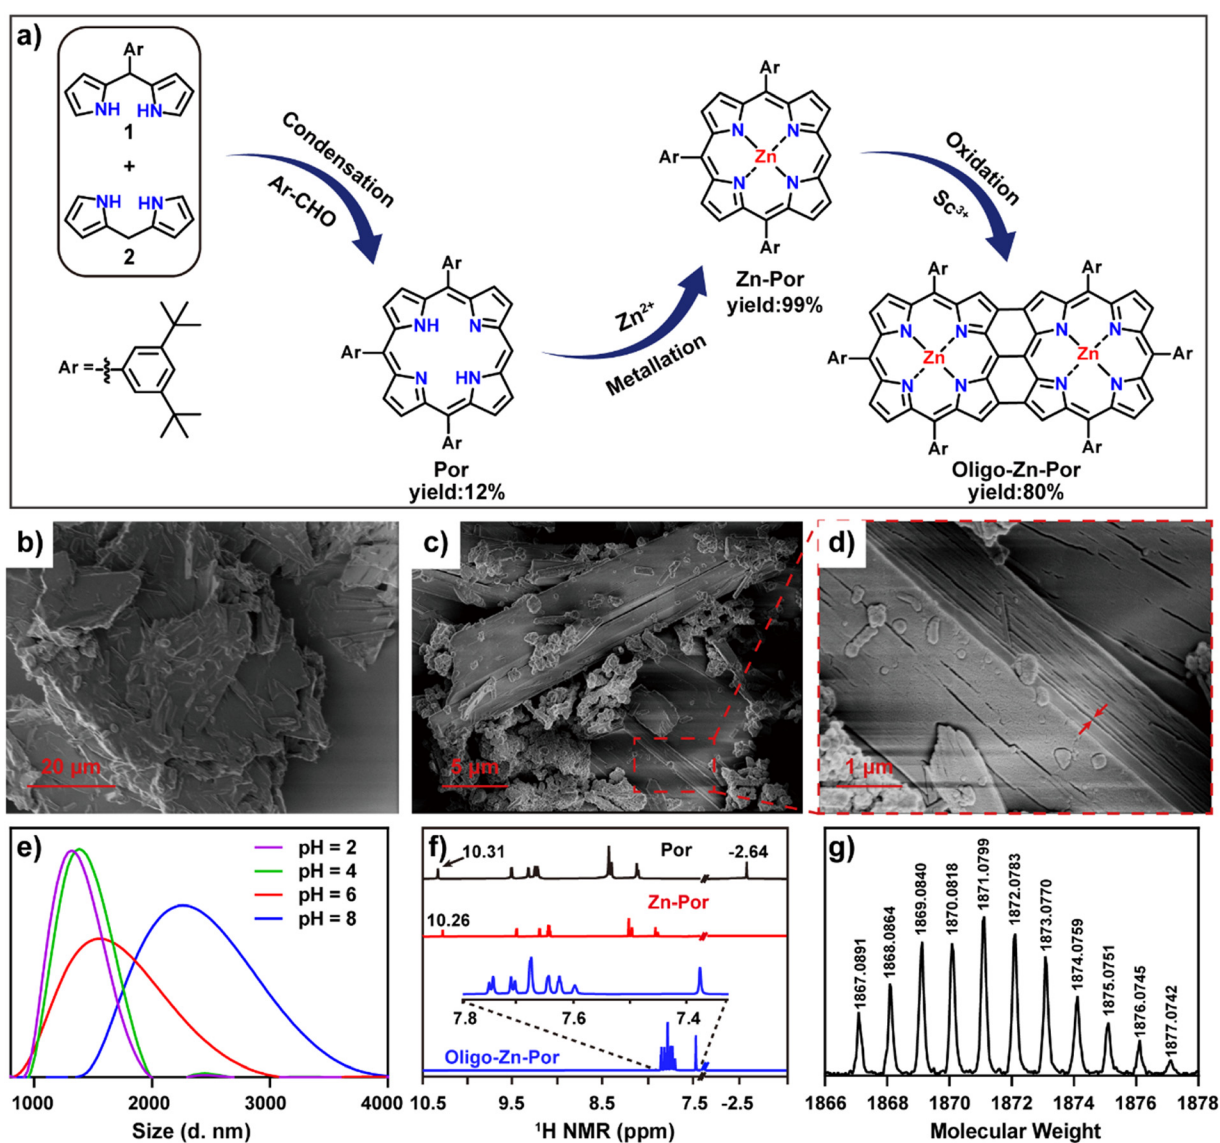 a)
Ar
NH HN
1
+
NH HN
2
Ar =
Condensation
Ar-CHO
Ar
NH N
Ar
N HN
Ar
Por
yield:12%
Zn2+
Metallation
Ar
N N
Ar
Zn
N N
Ar
Zn-Por
yield:99%
Oxidation
Sc3+
Ar Ar
N N N N
Ar Zn Zn Ar
N N N N
Ar Ar
Oligo-Zn-Por
yield:80%
b)
20 μm
c)
5 μm
d)
1 μm
e)
pH = 2
pH = 4
pH = 6
pH = 8
1000 2000 3000 4000
Size (d. nm)
f)
10.31
Por
-2.64
Zn-Por
10.26
7.8 7.6 7.4
Oligo-Zn-Por
10.5 9.5 8.5 7.5 -2.5
1H NMR (ppm)
g)
1867.0891
1868.0864
1869.0840
1870.0818
1871.0799
1872.0783
1873.0770
1874.0759
1875.0751
1876.0745
1877.0742
1866 1868 1870 1872 1874 1876 1878
Molecular Weight